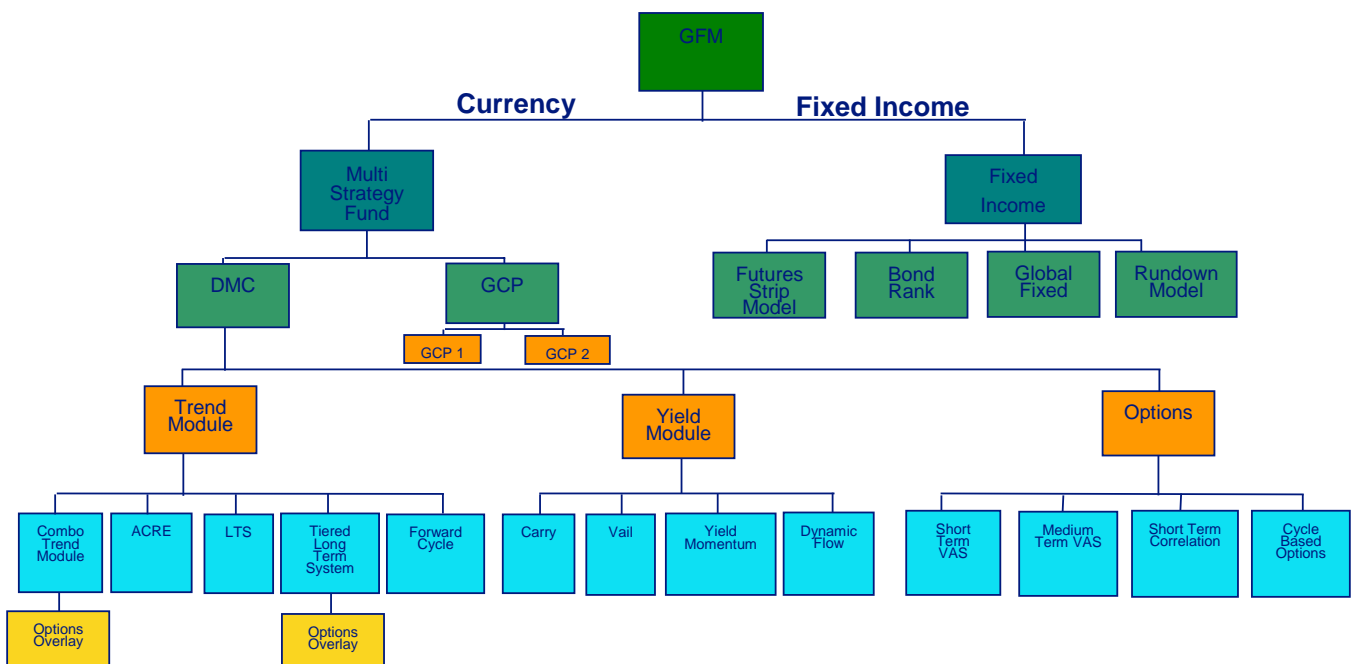 GFM
Currency
Fixed Income
Multi
Strategy
Fund
Fixed
Income
DMC
GCP
Futures
Strip
Model
Bond
Rank
Global
Fixed
Rundown
Model
GCP 1
GCP 2
Trend
Module
Yield
Module
Options
Combo
Trend
Module
ACRE
LTS
Tiered
Long
Term
System
Forward
Cycle
Carry
Vail
Yield
Momentum
Dynamic
Flow
Short
Term
VAS
Medium
Term VAS
Short Term
Correlation
Cycle
Based
Options
Options
Overlay
Options
Overlay